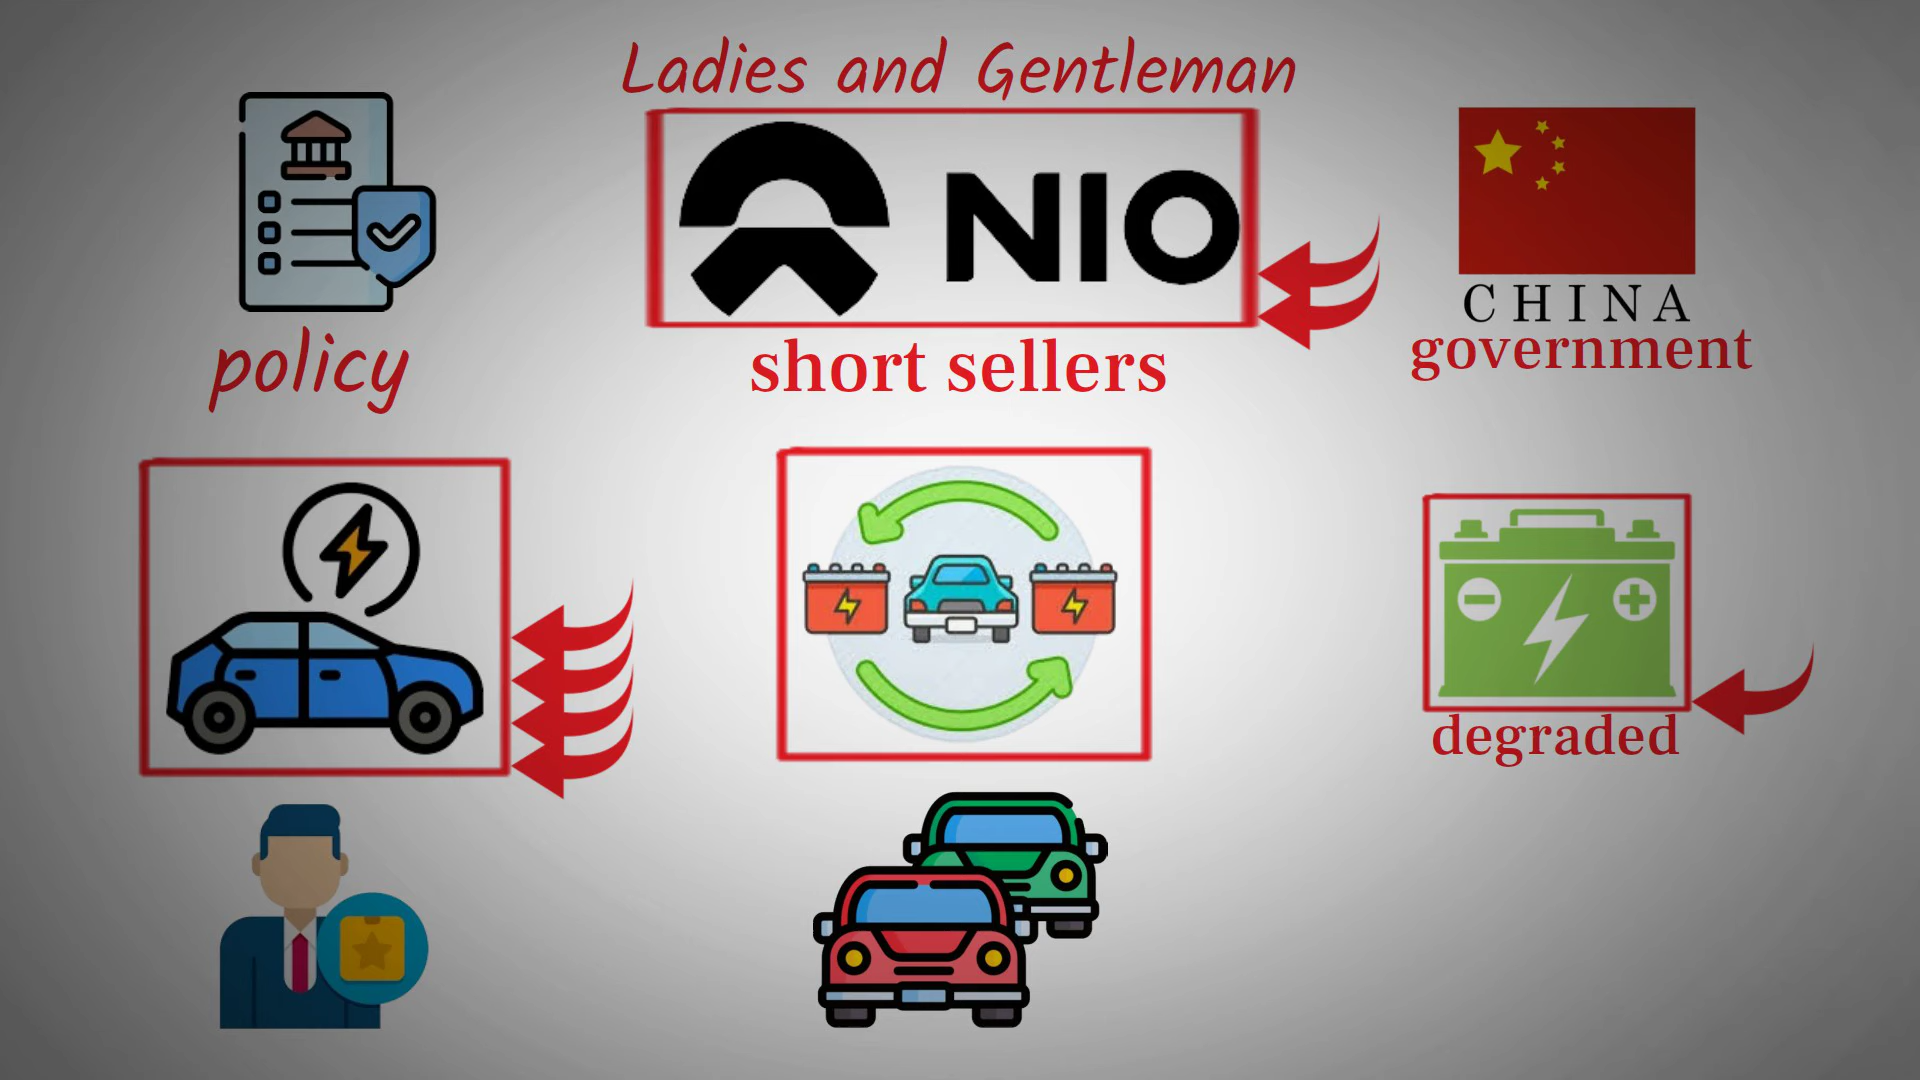 Ladies and Gentleman
NIO
CHINA
government
policy
short sellers
degraded